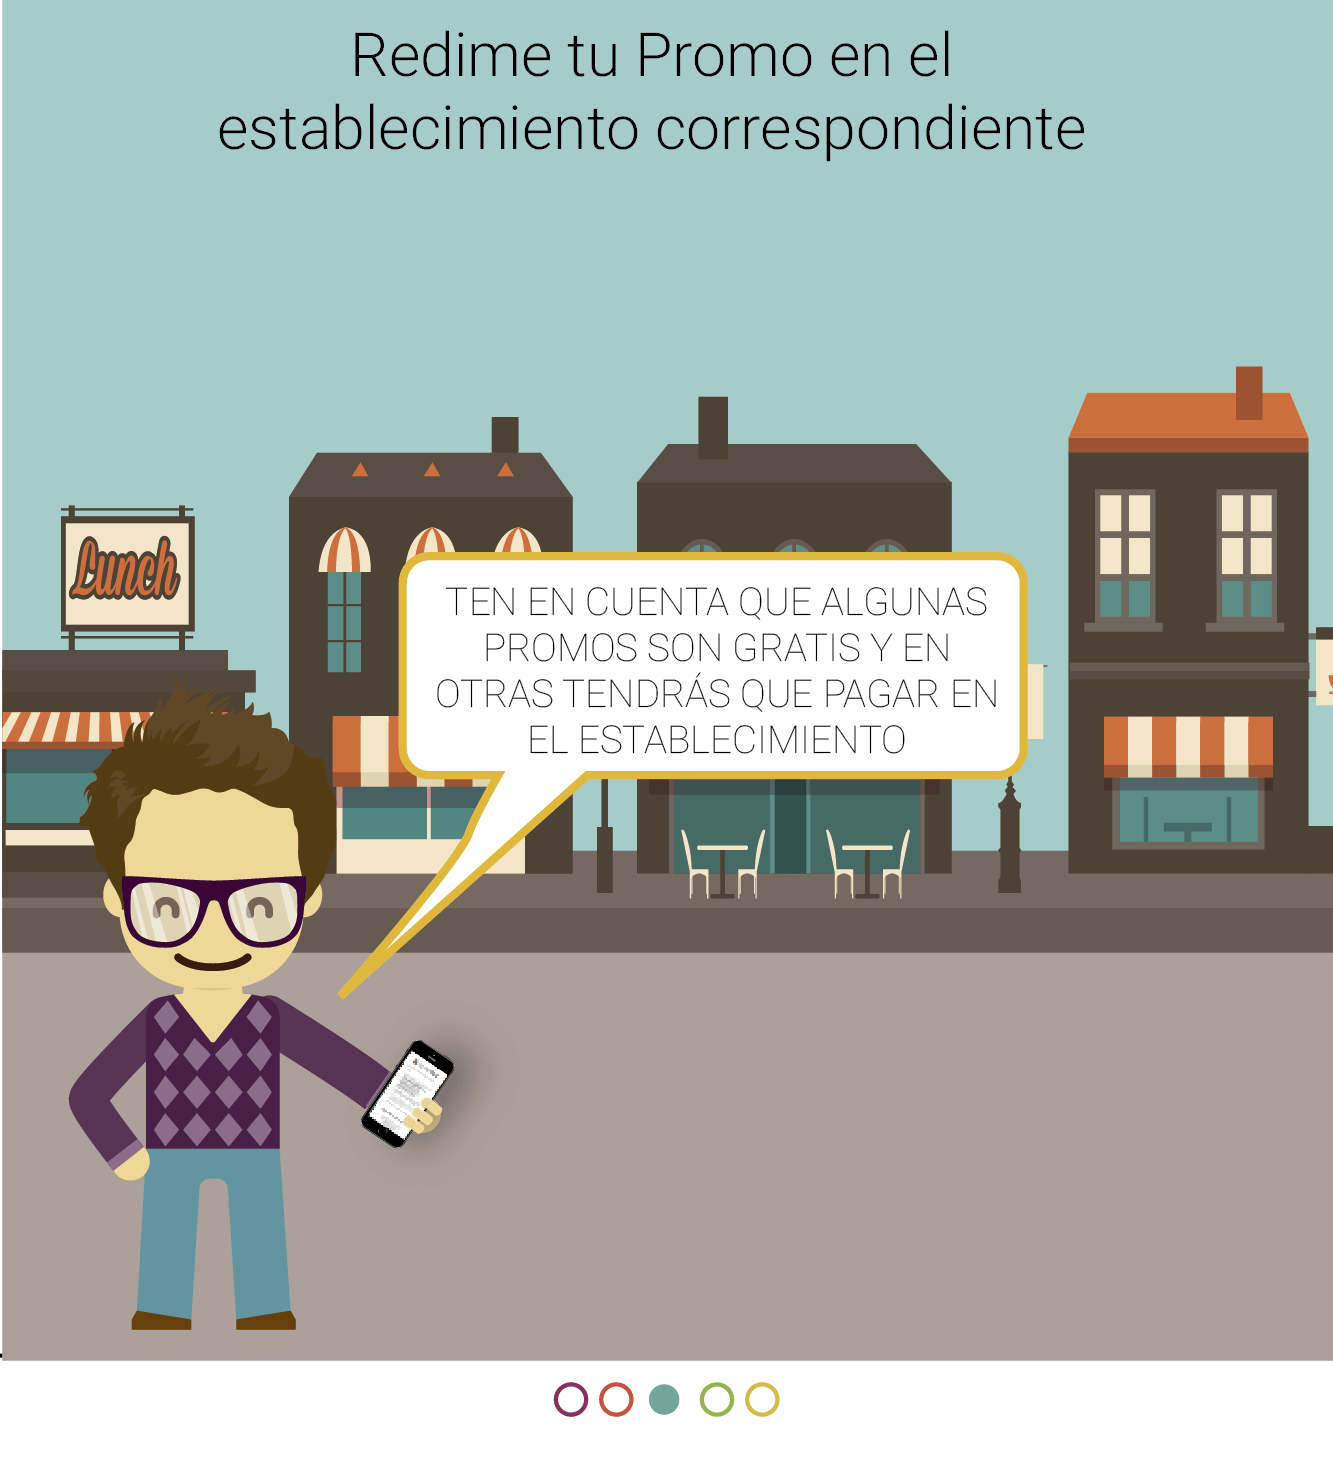 Redime tu Promo en el
establecimiento correspondiente
Lunch
TEN EN CUENTA QUE ALGUNAS
PROMOS SON GRATIS Y EN
OTRAS TENDRÁS QUE PAGAR EN
EL ESTABLECIMIENTO